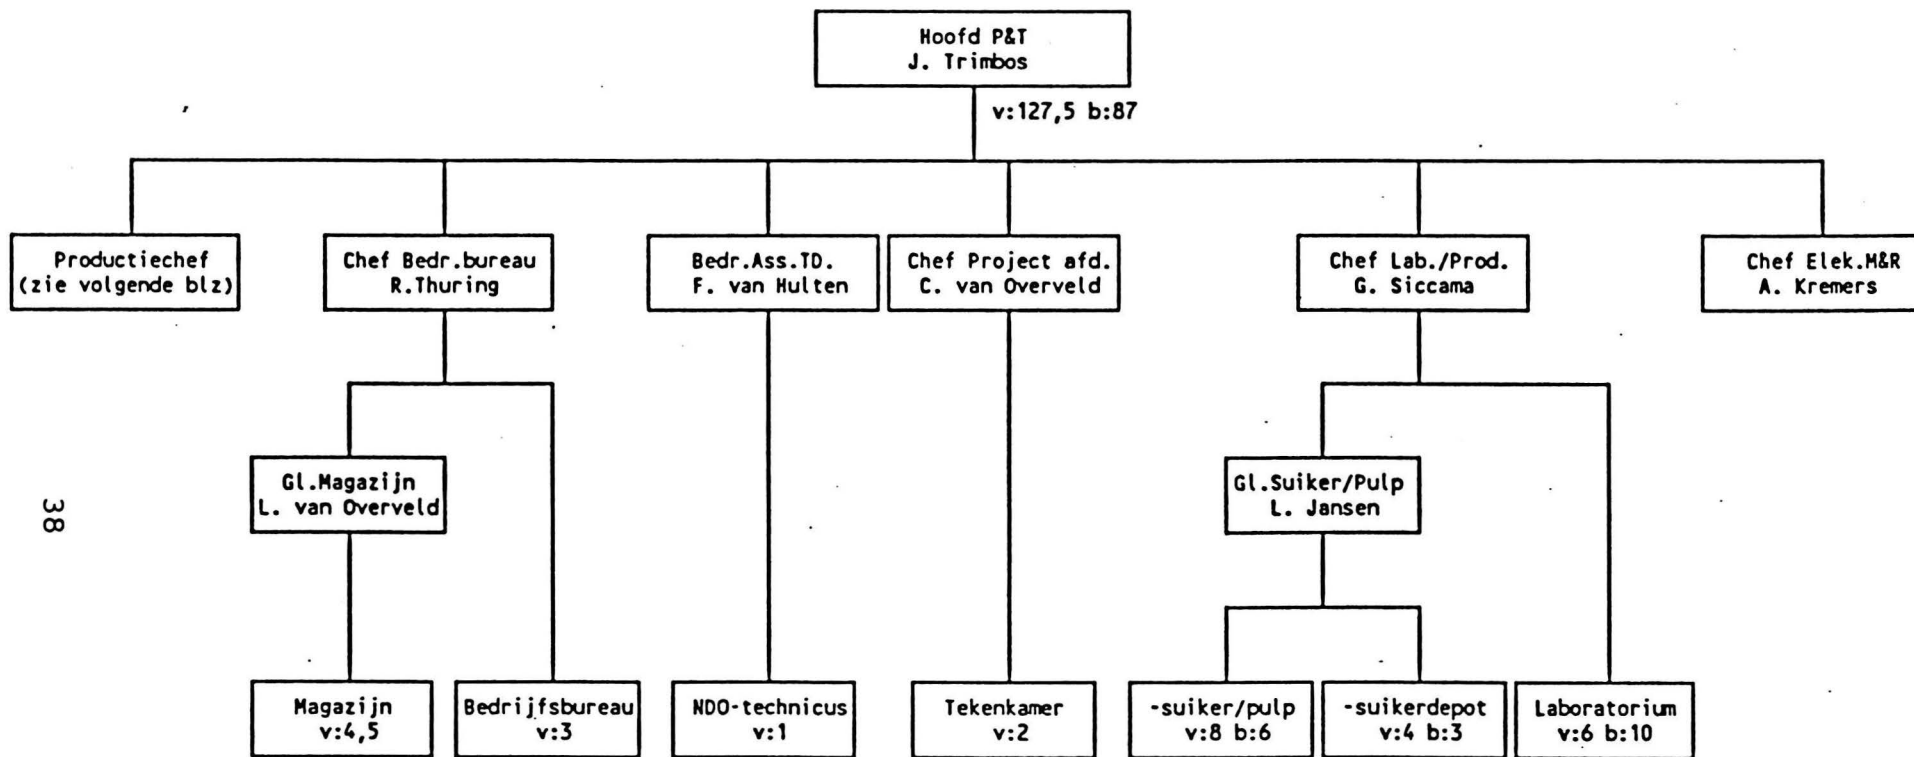 Hoofd P&T
J. Trimbos
v:127,5 b:87
Productiechef
(zie volgende blz)
Chef Bedr.bureau
R.Thuring
Bedr.Ass.TD.
F. van Hulten
Chef Project afd.
C. van Overveld
Chef Lab./Prod.
G. Siccama
Chef Elek.M&R
A. Kremers
Gl.Magazijn
L. van Overveld
Gl.Suiker/Pulp
L. Jansen
38
Magazijn
v:4,5
Bedrijfsbureau
v:3
NDO-technicus
v:1
Tekenkamer
v:2
-suiker/pulp
v:8 b:6
-suikerdepot
v:4 b:3
Laboratorium
v:6 b:10